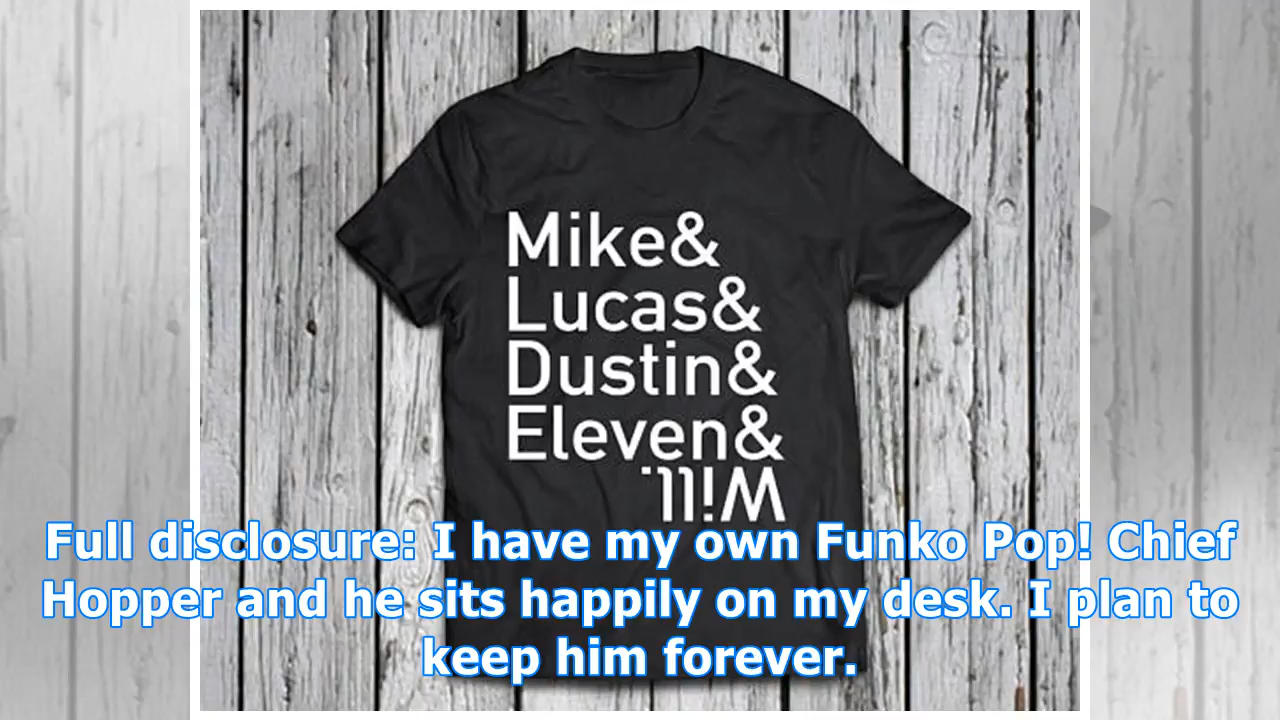 Mike&
Lucas&
Dustin&
Eleven&
Will.
Full disclosure: I have my own Funko Pop! Chief
Hopper and he sits happily on my desk. I plan to
keep him forever.